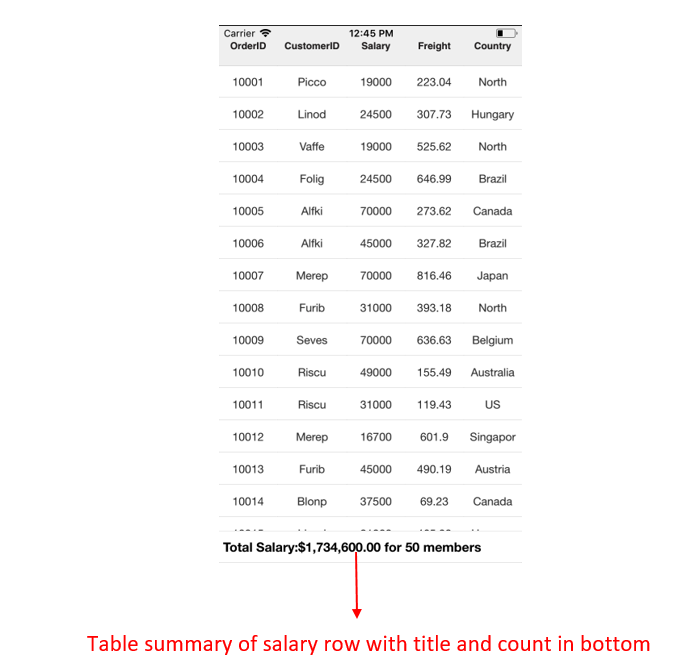 Carrier 12:45 PM
OrderID CustomerID Salary Freight Country
10001 Picco 19000 223.04 North
10002 Linod 24500 307.73 Hungary
10003 Vaffe 19000 525.62 North
10004 Folig 24500 646.99 Brazil
10005 Alfki 70000 273.62 Canada
10006 Alfki 45000 327.82 Brazil
10007 Merep 70000 816.46 Japan
10008 Furib 31000 393.18 North
10009 Seves 70000 636.63 Belgium
10010 Riscu 49000 155.49 Australia
10011 Riscu 31000 119.43 US
10012 Merep 16700 601.9 Singapor
10013 Furib 45000 490.19 Austria
10014 Blonp 37500 69.23 Canada
Total Salary:$1,734,600.00 for 50 members
Table summary of salary row with title and count in bottom